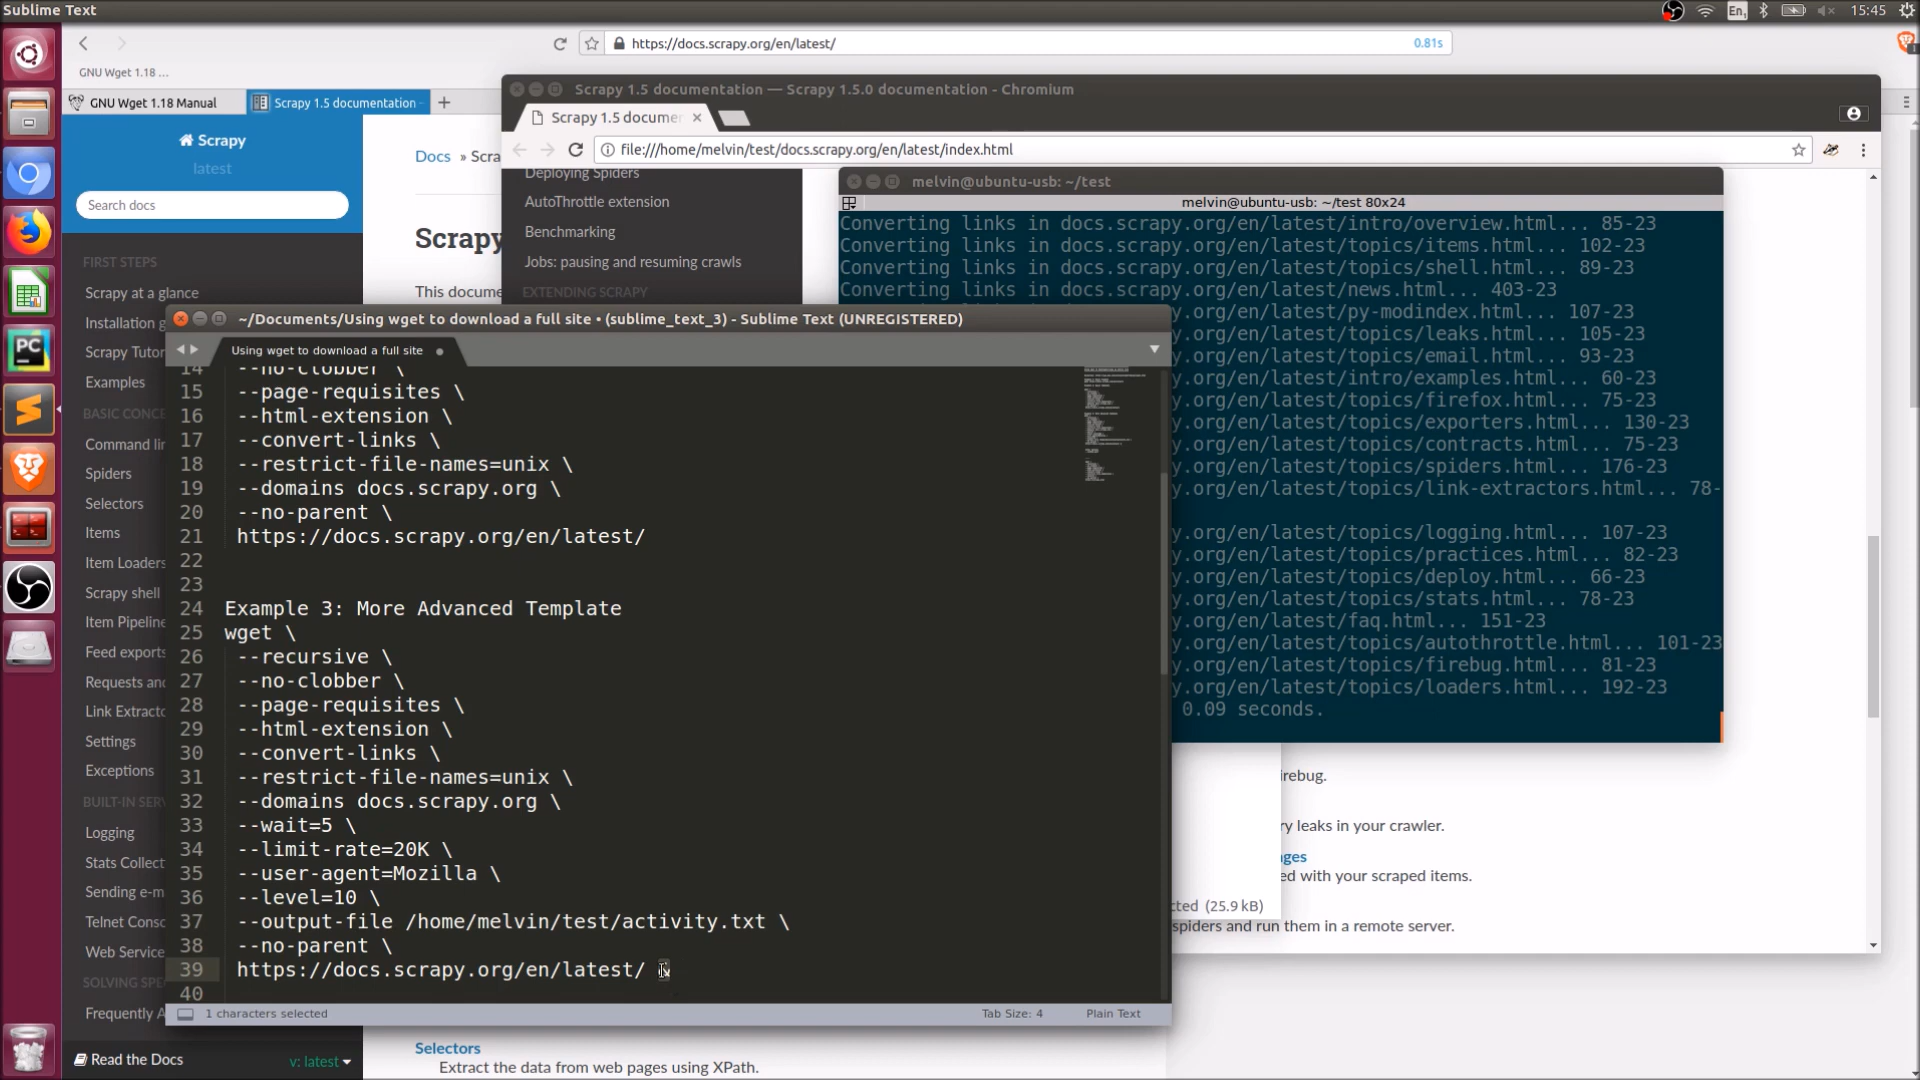 Sublime Text
En
15:45
https://docs.scrapy.org/en/latest/
0.81s
GNU Wget 1.18 ...
GNU Wget 1.18 Manual
Scrapy 1.5 documentation
Scrapy
latest
Search docs
FIRST STEPS
Scrapy at a glance
Installation g
Scrapy Tutor
Examples
BASIC CONCE
Command lin
Spiders
Selectors
Items
Item Loaders
Scrapy shell
Item Pipeline
Feed exports
Requests and
Link Extracto
Settings
Exceptions
BUILT-IN SERV
Logging
Stats Collect
Sending e-m
Telnet Conso
Web Service
SOLVING SPEC
Frequently A
Read the Docs
v: latest
Docs » Scra
Scrapy
This docume
Scrapy 1.5 documentation — Scrapy 1.5.0 documentation - Chromium
Scrapy 1.5 documen
file:///home/melvin/test/docs.scrapy.org/en/latest/index.html
Deploying Spiders
AutoThrottle extension
Benchmarking
Jobs: pausing and resuming crawls
EXTENDING SCRAPY
melvin@ubuntu-usb: ~/test
melvin@ubuntu-usb: ~/test 80x24
Converting links in docs.scrapy.org/en/latest/intro/overview.html... 85-23
Converting links in docs.scrapy.org/en/latest/topics/items.html... 102-23
Converting links in docs.scrapy.org/en/latest/topics/shell.html... 89-23
Converting links in docs.scrapy.org/en/latest/news.html... 403-23
y.org/en/latest/py-modindex.html... 107-23
y.org/en/latest/topics/leaks.html... 105-23
y.org/en/latest/topics/email.html... 93-23
y.org/en/latest/intro/examples.html... 60-23
y.org/en/latest/topics/firefox.html... 75-23
y.org/en/latest/topics/exporters.html... 130-23
y.org/en/latest/topics/contracts.html... 75-23
y.org/en/latest/topics/spiders.html... 176-23
y.org/en/latest/topics/link-extractors.html... 78-
y.org/en/latest/topics/logging.html... 107-23
y.org/en/latest/topics/practices.html... 82-23
y.org/en/latest/topics/deploy.html... 66-23
y.org/en/latest/topics/stats.html... 78-23
y.org/en/latest/faq.html... 151-23
y.org/en/latest/topics/autothrottle.html... 101-23
y.org/en/latest/topics/firebug.html... 81-23
y.org/en/latest/topics/loaders.html... 192-23
0.09 seconds.
~/Documents/Using wget to download a full site • (sublime_text_3) - Sublime Text (UNREGISTERED)
Using wget to download a full site
14 --no-clobber \
15 --page-requisites \
16 --html-extension \
17 --convert-links \
18 --restrict-file-names=unix \
19 --domains docs.scrapy.org \
20 --no-parent \
21 https://docs.scrapy.org/en/latest/
22
23
24 Example 3: More Advanced Template
25 wget \
26 --recursive \
27 --no-clobber \
28 --page-requisites \
29 --html-extension \
30 --convert-links \
31 --restrict-file-names=unix \
32 --domains docs.scrapy.org \
33 --wait=5 \
34 --limit-rate=20K \
35 --user-agent=Mozilla \
36 --level=10 \
37 --output-file /home/melvin/test/activity.txt \
38 --no-parent \
39 https://docs.scrapy.org/en/latest/
40
1 characters selected
Tab Size: 4
Plain Text
irebug.
ry leaks in your crawler.
ages
ed with your scraped items.
cted (25.9 kB)
spiders and run them in a remote server.
Selectors
Extract the data from web pages using XPath.
PC